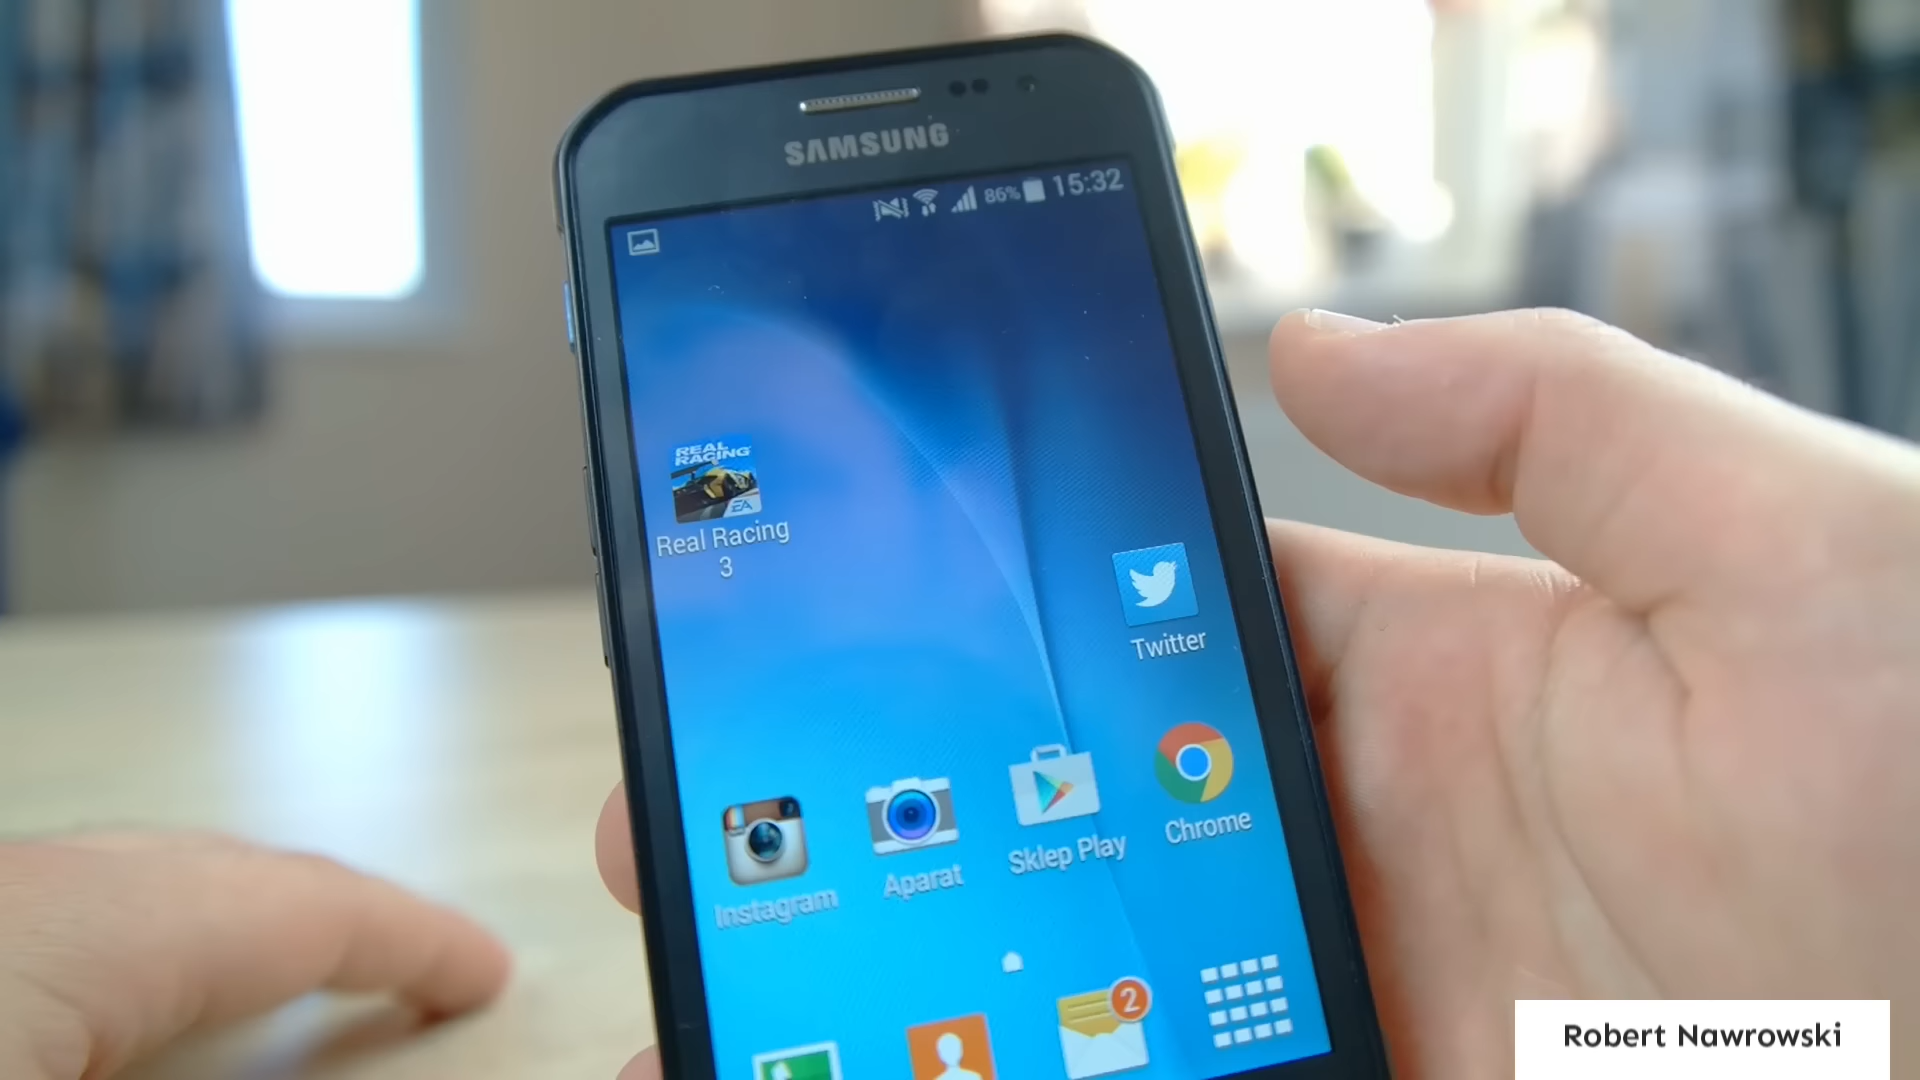 SAMSUNG
86% 15:32
REAL
RACING
EA
Real Racing
3
Twitter
Instagram
Aparat
Sklep Play
Chrome
2
Robert Nawrowski